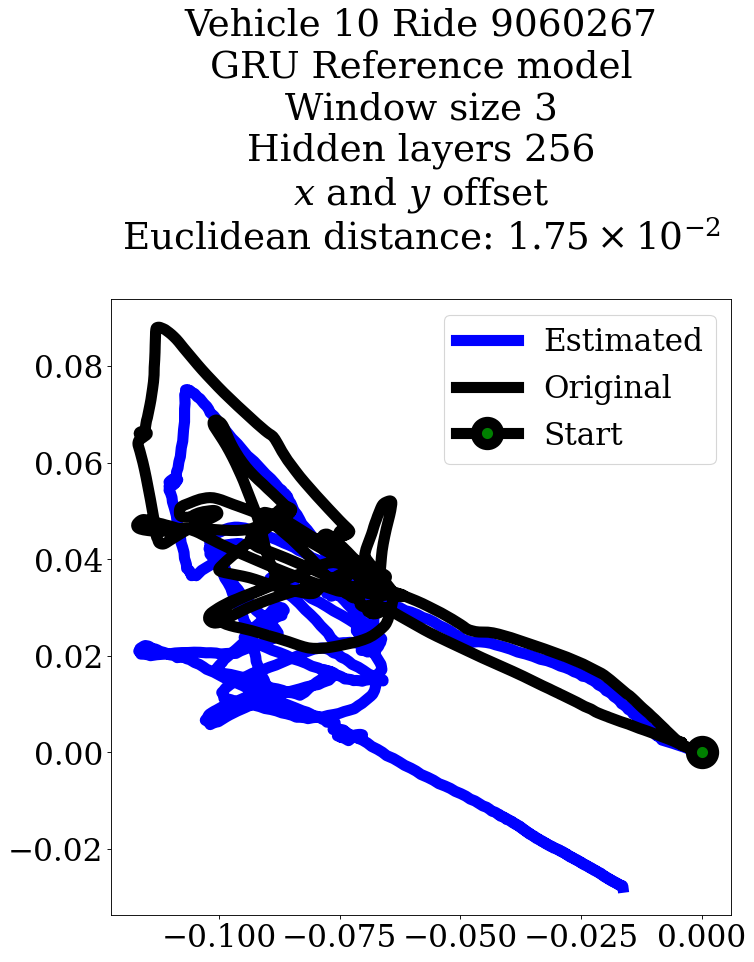 Vehicle 10 Ride 9060267
GRU Reference model
Window size 3
Hidden layers 256
x and y offset
Euclidean distance: 1.75 × 10⁻²
Estimated
Original
Start
0.08
0.06
0.04
0.02
0.00
−0.02
−0.100 −0.075 −0.050 −0.025 0.000